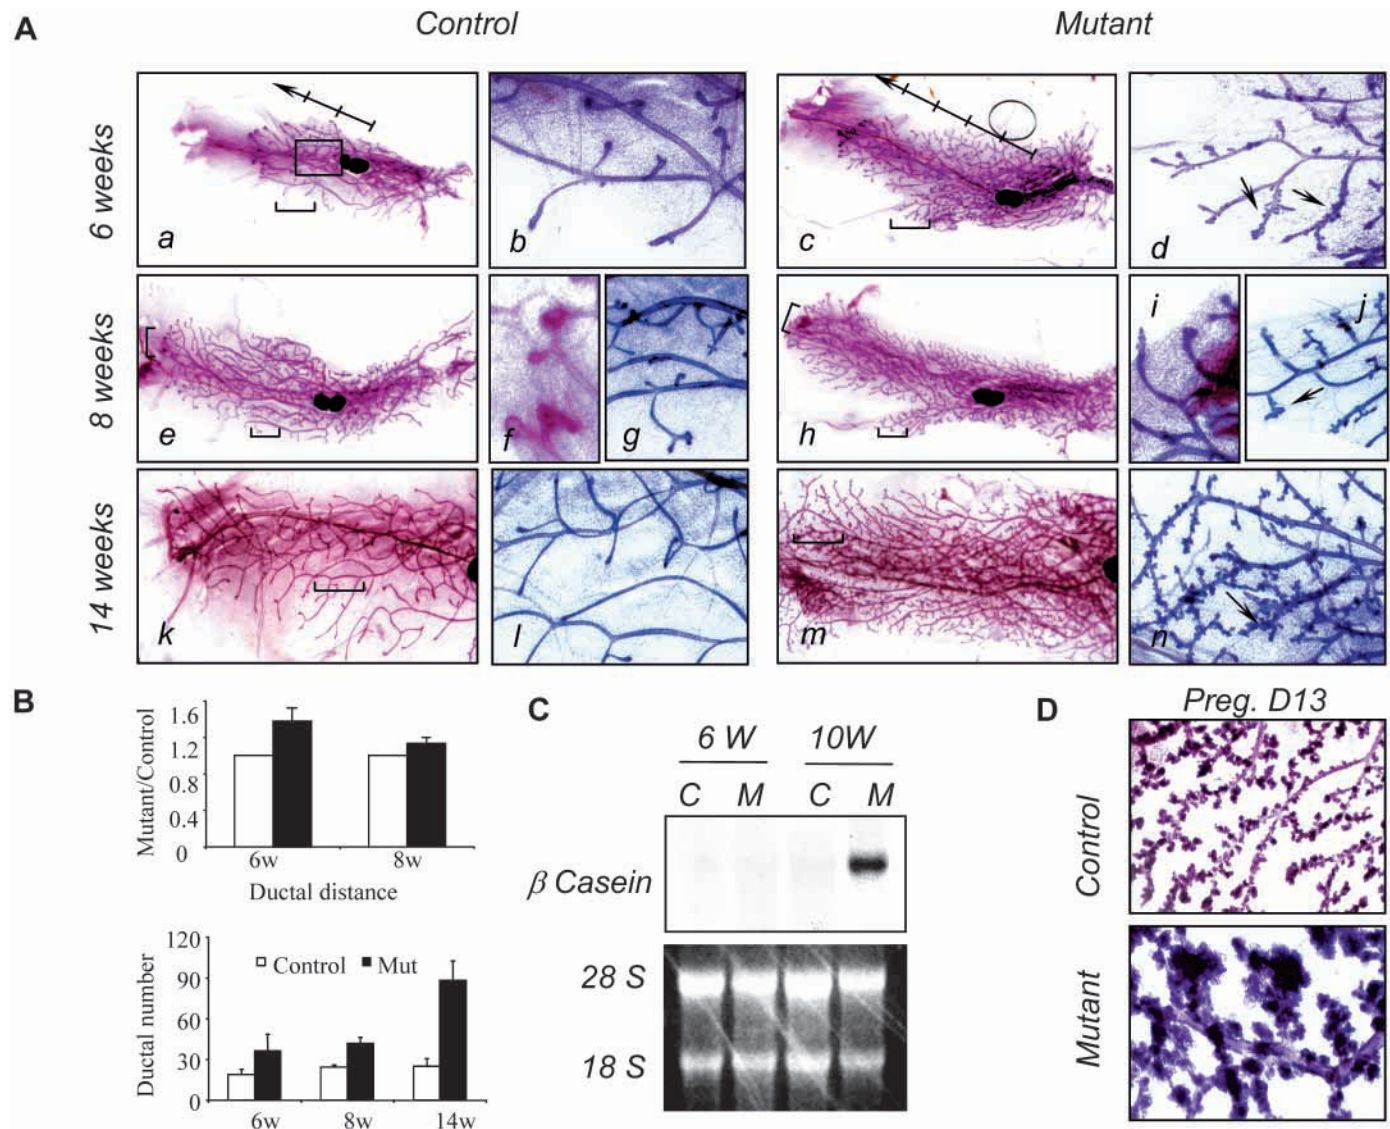 A
Control
Mutant
6 weeks
a
b
c
d
8 weeks
e
f
g
h
i
j
14 weeks
k
l
m
n
B
Mutant/Control
1.6
1.2
0.8
0.4
0
6w
8w
Ductal distance
Ductal number
120
90
60
30
0
Control
Mut
6w
8w
14w
C
6 W
10W
C
M
C
M
β Casein
28 S
18 S
D
Preg. D13
Control
Mutant